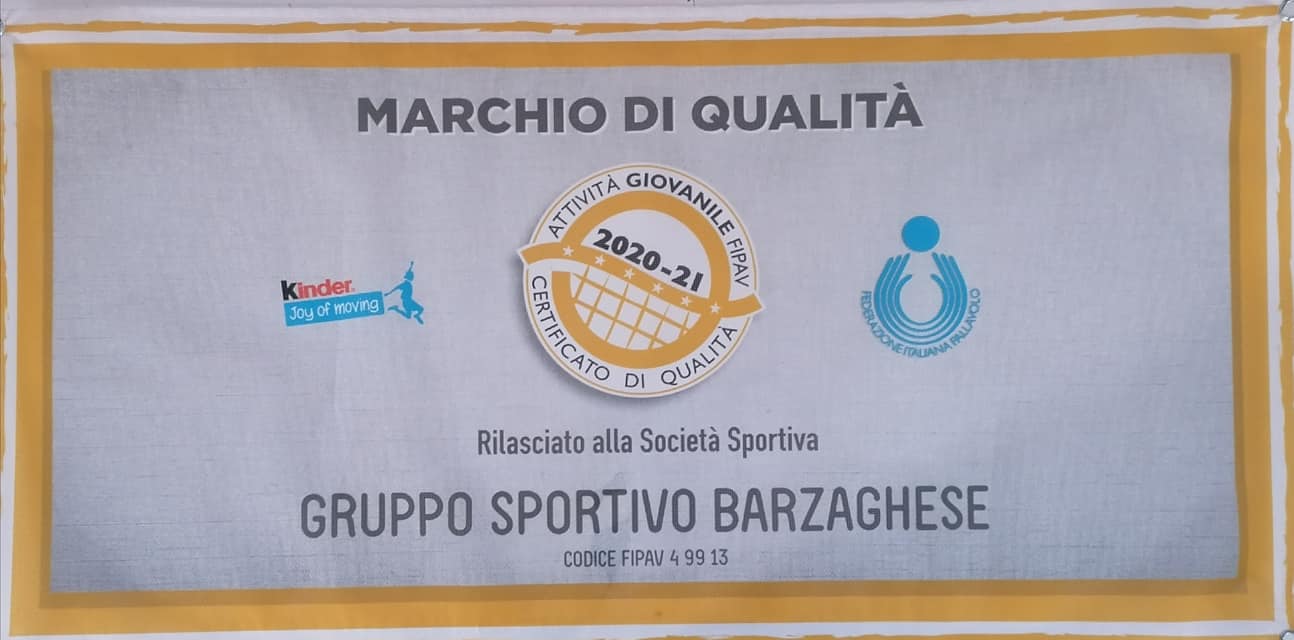 MARCHIO DI QUALITÀ
ATTIVITÀ GIOVANILE FIPAV
2020-21
CERTIFICATO DI QUALITÀ
Kinder
Joy of moving
FEDERAZIONE ITALIANA PALLAVOLO
Rilasciato alla Società Sportiva
GRUPPO SPORTIVO BARZAGHESE
CODICE FIPAV 4 99 13